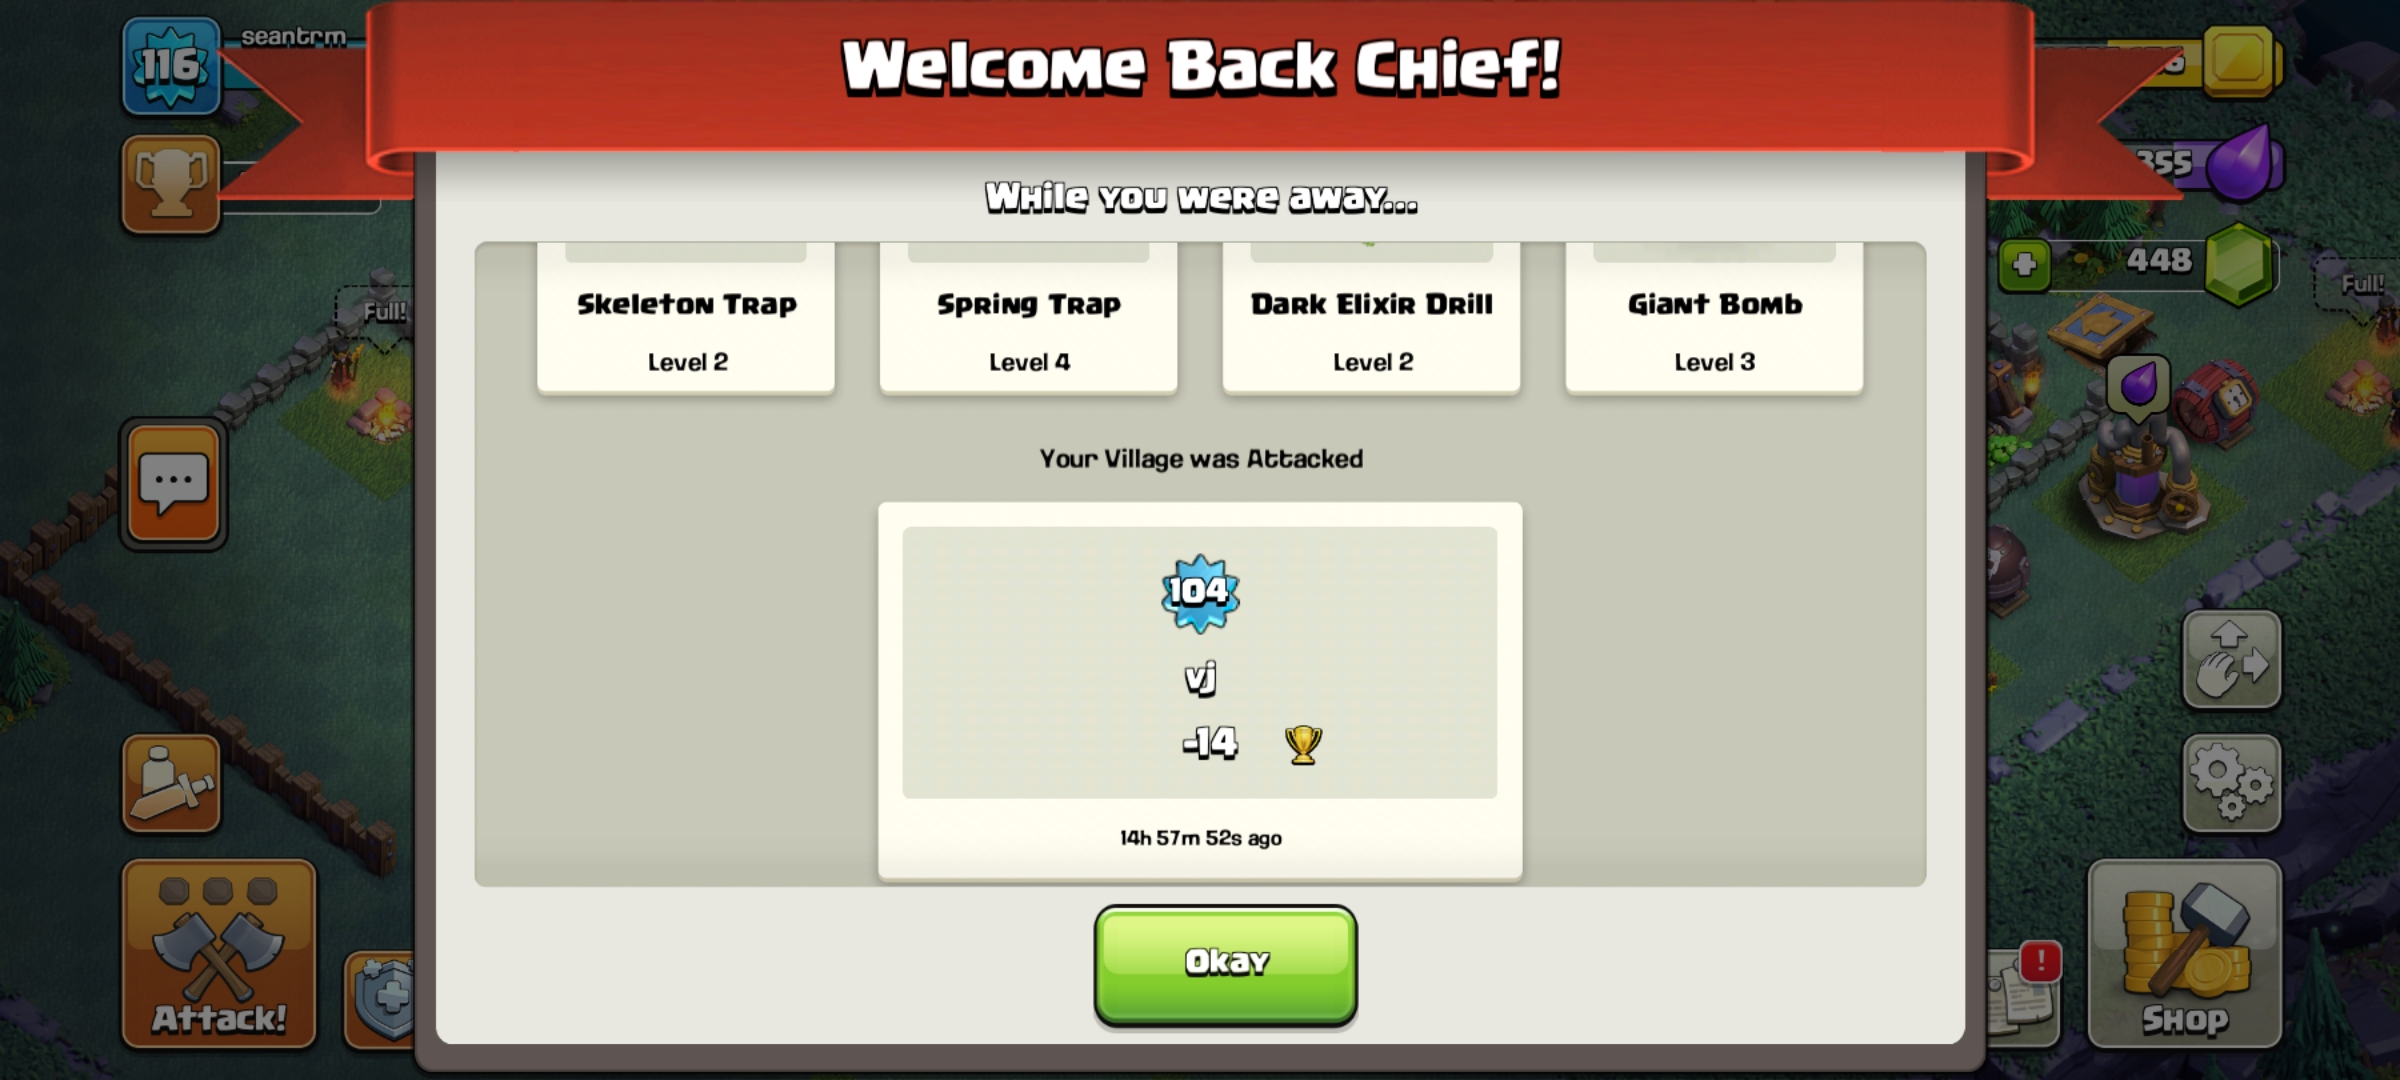 116
seantrm
Welcome Back Chief!
While you were away...
355
448
Full!
Full!
Skeleton Trap
Spring Trap
Dark Elixir Drill
Giant Bomb
Level 2
Level 4
Level 2
Level 3
Your Village was Attacked
104
vj
-14
14h 57m 52s ago
Okay
Attack!
!
Shop